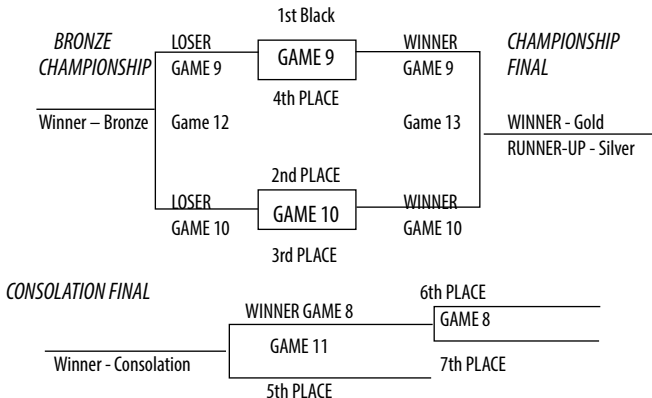 1st Black
BRONZE
CHAMPIONSHIP
LOSER
GAME 9
GAME 9
WINNER
GAME 9
CHAMPIONSHIP
FINAL
4th PLACE
Winner – Bronze
Game 12
Game 13
WINNER - Gold
RUNNER-UP - Silver
2nd PLACE
LOSER
GAME 10
GAME 10
WINNER
GAME 10
3rd PLACE
CONSOLATION FINAL
6th PLACE
WINNER GAME 8
GAME 8
GAME 11
Winner - Consolation
7th PLACE
5th PLACE